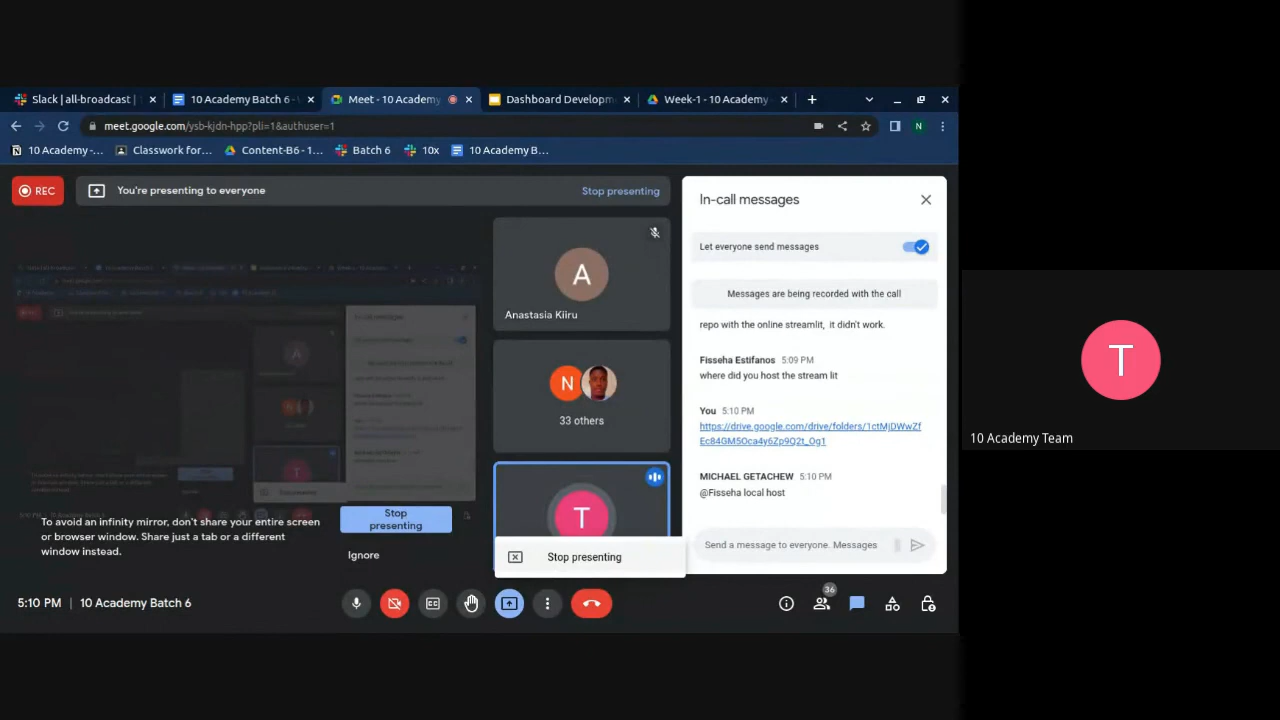 Slack | all-broadcast |
10 Academy Batch 6 -
Meet - 10 Academy
Dashboard Developm
Week-1 - 10 Academy
meet.google.com/ysb-kjdn-hpp?pli=1&authuser=1
N
10 Academy -...
Classwork for...
Content-B6 - 1...
Batch 6
10x
10 Academy B...
REC
You're presenting to everyone
Stop presenting
A
Anastasia Kiiru
N
33 others
T
Stop presenting
To avoid an infinity mirror, don't share your entire screen
or browser window. Share just a tab or a different
window instead.
Stop
presenting
Ignore
In-call messages
Let everyone send messages
Messages are being recorded with the call
repo with the online streamlit, it didn't work.
Fisseha Estifanos 5:09 PM
where did you host the stream lit
You 5:10 PM
https://drive.google.com/drive/folders/1ctMjDWwZf
Ec84GM5Oca4y6Zp9Q2t_Og1
MICHAEL GETACHEW 5:10 PM
@Fisseha local host
Send a message to everyone. Messages
5:10 PM | 10 Academy Batch 6
36
T
10 Academy Team